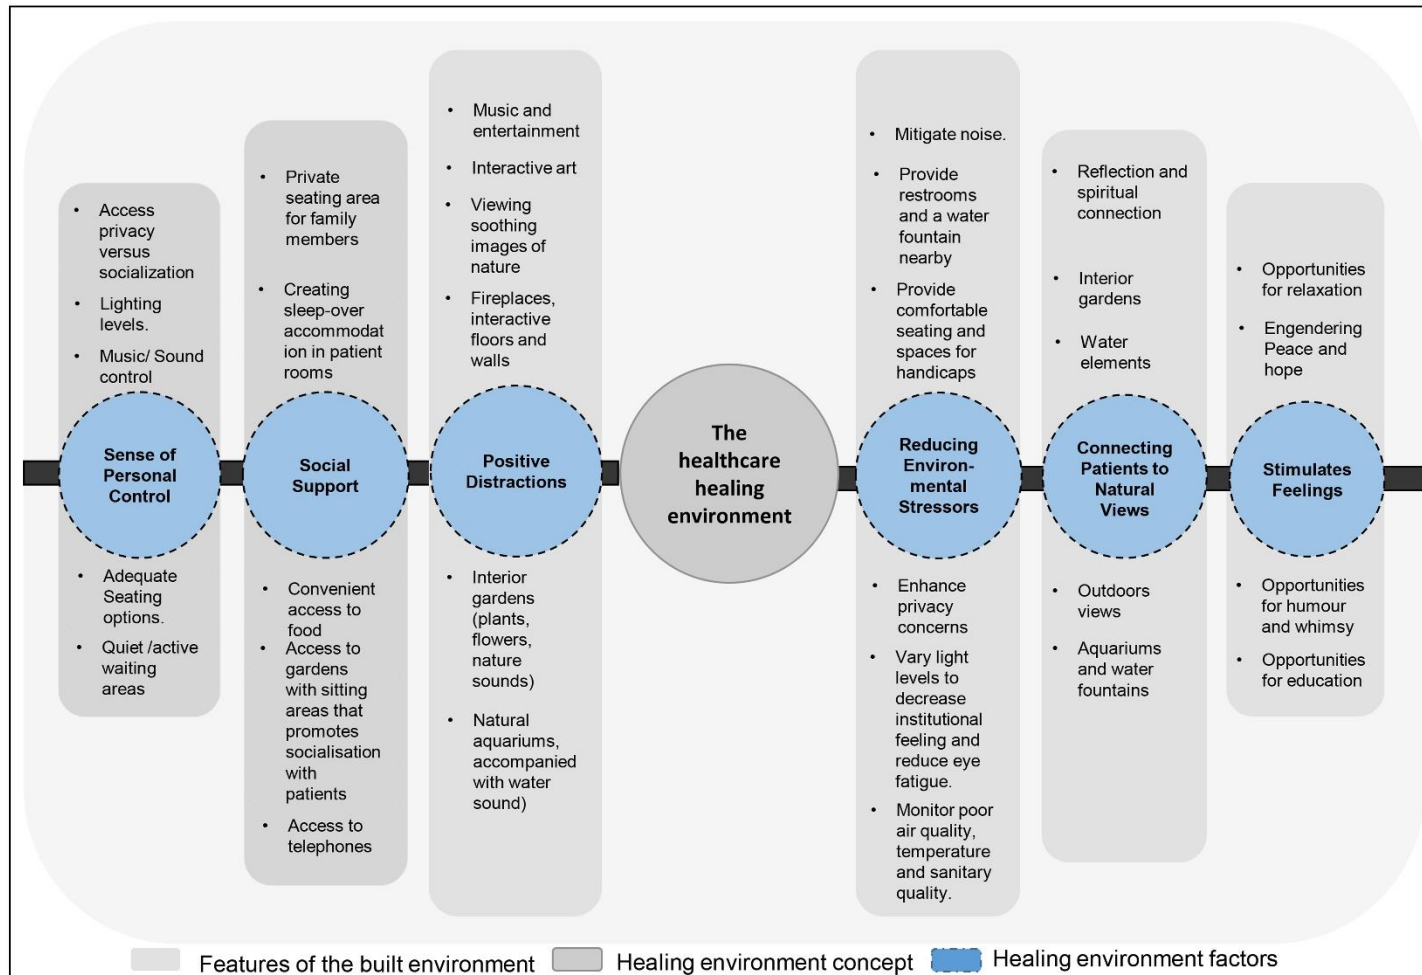 • Access
privacy
versus
socialization
• Lighting
levels.
• Music/ Sound
control
Sense of
Personal
Control
• Adequate
Seating
options.
• Quiet /active
waiting
areas
• Private
seating area
for family
members
• Creating
sleep-over
accommodat
ion in patient
rooms
Social
Support
• Convenient
access to
food
• Access to
gardens
with sitting
areas that
promotes
socialisation
with
patients
• Access to
telephones
• Music and
entertainment
• Interactive art
• Viewing
soothing
images of
nature
• Fireplaces,
interactive
floors and
walls
Positive
Distractions
• Interior
gardens
(plants,
flowers,
nature
sounds)
• Natural
aquariums,
accompanied
with water
sound)
The
healthcare
healing
environment
• Mitigate noise.
• Provide
restrooms
and a water
fountain
nearby
• Provide
comfortable
seating and
spaces for
handicaps
Reducing
Environ-
mental
Stressors
• Enhance
privacy
concerns
• Vary light
levels to
decrease
institutional
feeling and
reduce eye
fatigue.
• Monitor poor
air quality,
temperature
and sanitary
quality.
• Reflection and
spiritual
connection
• Interior
gardens
• Water
elements
Connecting
Patients to
Natural
Views
• Outdoors
views
• Aquariums
and water
fountains
• Opportunities
for relaxation
• Engendering
Peace and
hope
Stimulates
Feelings
• Opportunities
for humour
and whimsy
• Opportunities
for education
Features of the built environment
Healing environment concept
Healing environment factors